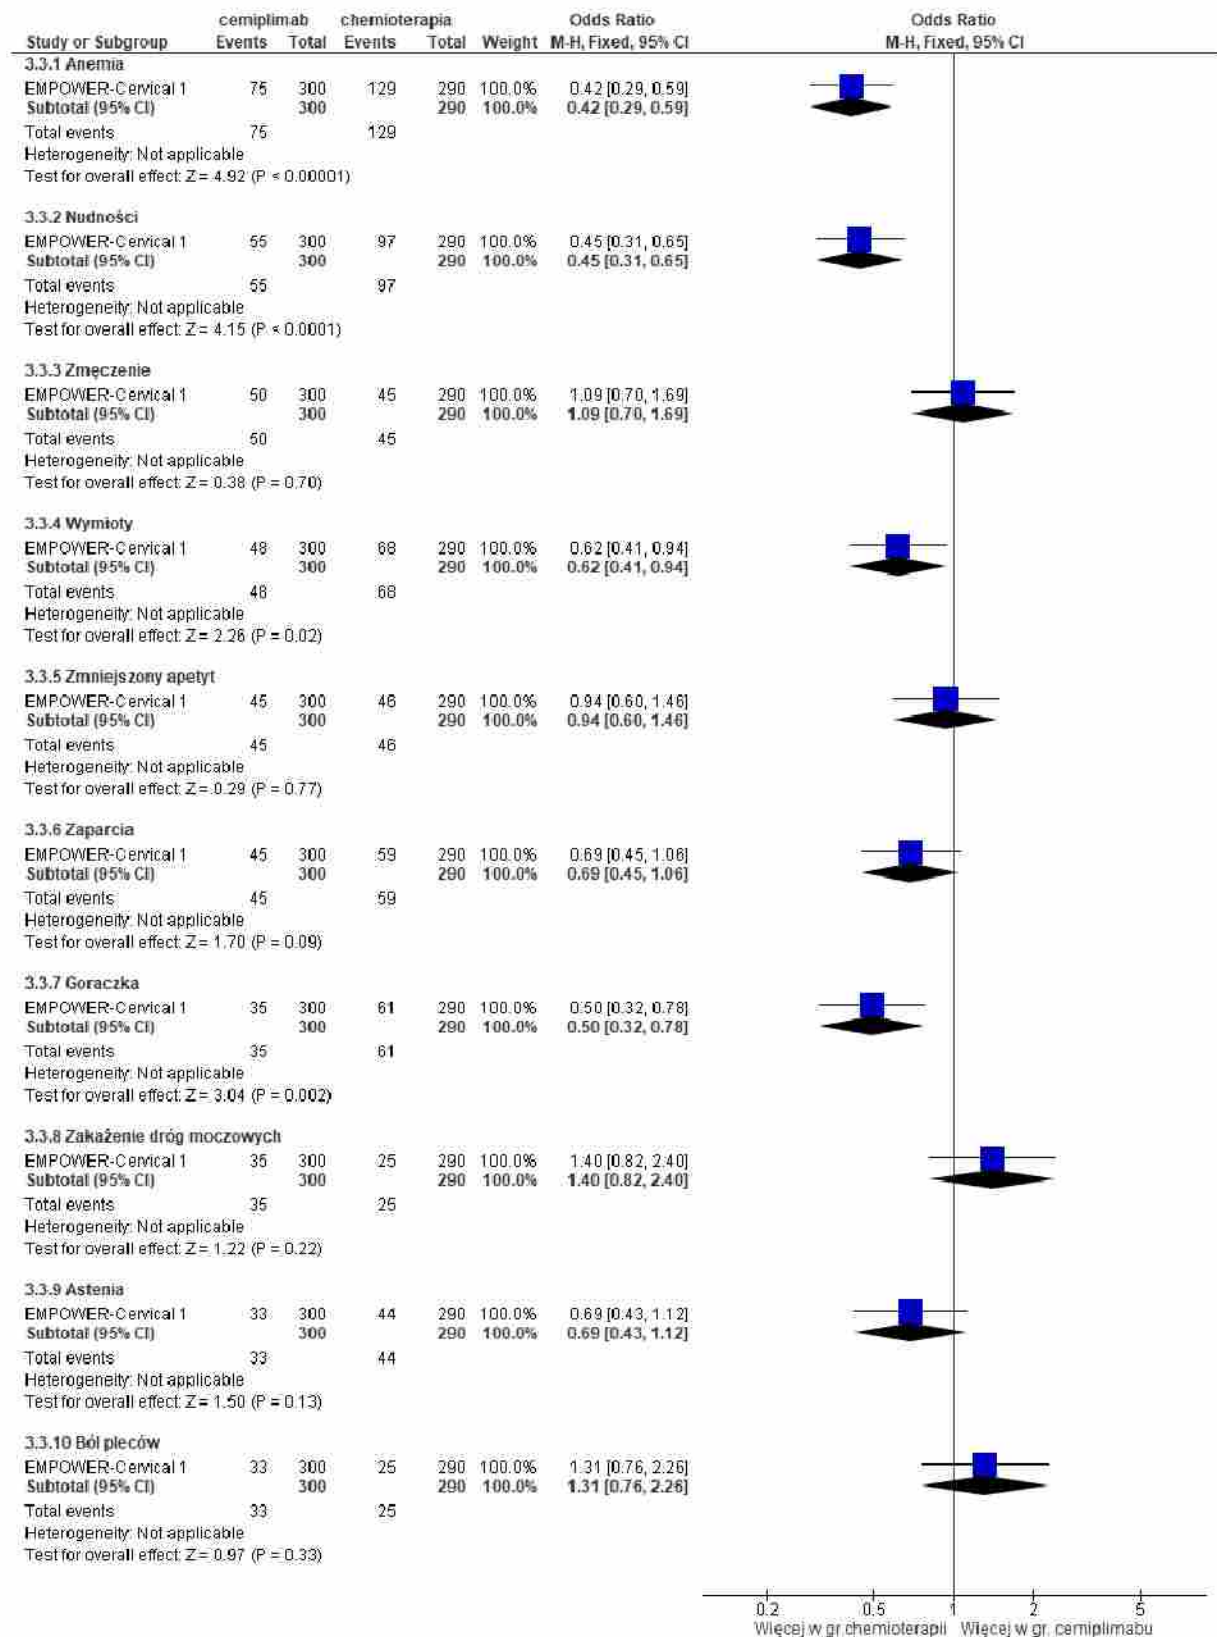 cemiplimab chemioterapia Odds Ratio Odds Ratio
Study or Subgroup Events Total Events Total Weight M-H, Fixed, 95% CI M-H, Fixed, 95% CI
3.3.1 Anemia
EMPOWER-Cervical 1 75 300 129 290 100.0% 0.42 [0.29, 0.59]
Subtotal (95% CI) 300 290 100.0% 0.42 [0.29, 0.59]
Total events 75 129
Heterogeneity: Not applicable
Test for overall effect: Z = 4.92 (P < 0.00001)
3.3.2 Nudności
EMPOWER-Cervical 1 55 300 97 290 100.0% 0.45 [0.31, 0.65]
Subtotal (95% CI) 300 290 100.0% 0.45 [0.31, 0.65]
Total events 55 97
Heterogeneity: Not applicable
Test for overall effect: Z = 4.15 (P < 0.0001)
3.3.3 Zmęczenie
EMPOWER-Cervical 1 50 300 45 290 100.0% 1.09 [0.70, 1.69]
Subtotal (95% CI) 300 290 100.0% 1.09 [0.70, 1.69]
Total events 50 45
Heterogeneity: Not applicable
Test for overall effect: Z = 0.38 (P = 0.70)
3.3.4 Wymioty
EMPOWER-Cervical 1 48 300 68 290 100.0% 0.62 [0.41, 0.94]
Subtotal (95% CI) 300 290 100.0% 0.62 [0.41, 0.94]
Total events 48 68
Heterogeneity: Not applicable
Test for overall effect: Z = 2.26 (P = 0.02)
3.3.5 Zmniejszony apetyt
EMPOWER-Cervical 1 45 300 46 290 100.0% 0.94 [0.60, 1.46]
Subtotal (95% CI) 300 290 100.0% 0.94 [0.60, 1.46]
Total events 45 46
Heterogeneity: Not applicable
Test for overall effect: Z = 0.29 (P = 0.77)
3.3.6 Zaparcia
EMPOWER-Cervical 1 45 300 59 290 100.0% 0.69 [0.45, 1.06]
Subtotal (95% CI) 300 290 100.0% 0.69 [0.45, 1.06]
Total events 45 59
Heterogeneity: Not applicable
Test for overall effect: Z = 1.70 (P = 0.09)
3.3.7 Goraczka
EMPOWER-Cervical 1 35 300 61 290 100.0% 0.50 [0.32, 0.78]
Subtotal (95% CI) 300 290 100.0% 0.50 [0.32, 0.78]
Total events 35 61
Heterogeneity: Not applicable
Test for overall effect: Z = 3.04 (P = 0.002)
3.3.8 Zakażenie dróg moczowych
EMPOWER-Cervical 1 35 300 25 290 100.0% 1.40 [0.82, 2.40]
Subtotal (95% CI) 300 290 100.0% 1.40 [0.82, 2.40]
Total events 35 25
Heterogeneity: Not applicable
Test for overall effect: Z = 1.22 (P = 0.22)
3.3.9 Astenia
EMPOWER-Cervical 1 33 300 44 290 100.0% 0.69 [0.43, 1.12]
Subtotal (95% CI) 300 290 100.0% 0.69 [0.43, 1.12]
Total events 33 44
Heterogeneity: Not applicable
Test for overall effect: Z = 1.50 (P = 0.13)
3.3.10 Ból pleców
EMPOWER-Cervical 1 33 300 25 290 100.0% 1.31 [0.76, 2.26]
Subtotal (95% CI) 300 290 100.0% 1.31 [0.76, 2.26]
Total events 33 25
Heterogeneity: Not applicable
Test for overall effect: Z = 0.97 (P = 0.33)
0.2 0.5 1 2 5
Więcej w gr.chemioterapii Więcej w gr. cemiplimabu